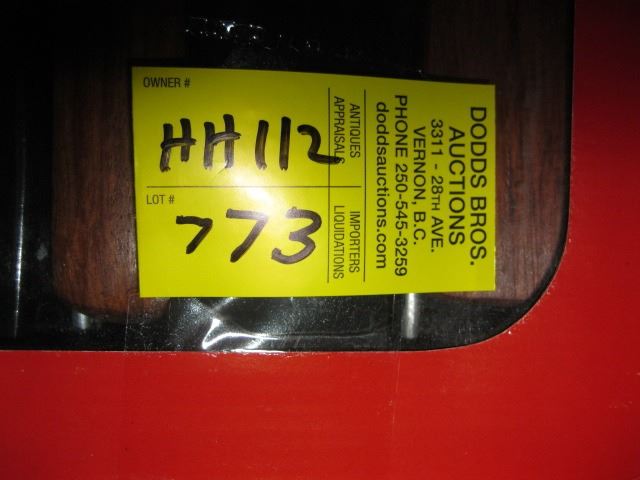 OWNER #
HH112
LOT #
773
ANTIQUES
APPRAISALS
IMPORTERS
LIQUIDATIONS
DODDS BROS.
AUCTIONS
3311 - 28TH AVE.
VERNON, B.C.
PHONE 250-545-3259
doddsauctions.com